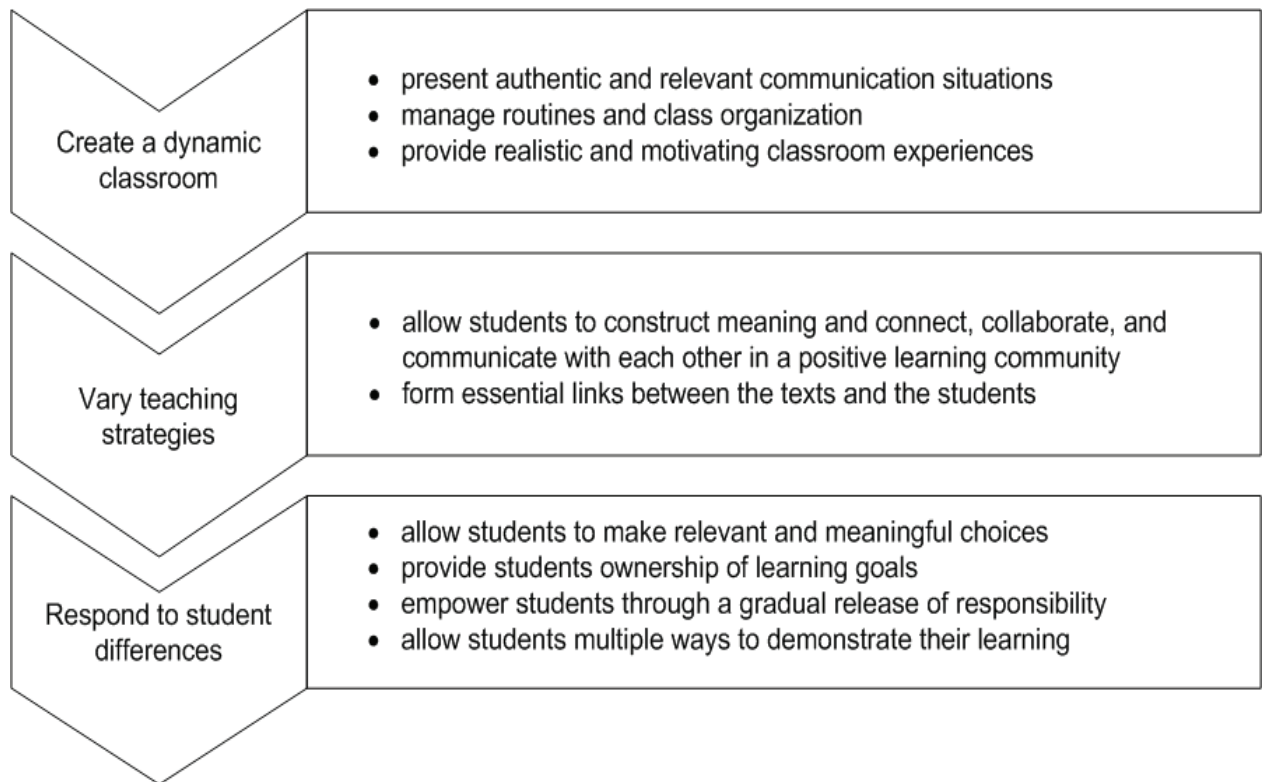 Create a dynamic
classroom
• present authentic and relevant communication situations
• manage routines and class organization
• provide realistic and motivating classroom experiences
Vary teaching
strategies
• allow students to construct meaning and connect, collaborate, and
communicate with each other in a positive learning community
• form essential links between the texts and the students
Respond to student
differences
• allow students to make relevant and meaningful choices
• provide students ownership of learning goals
• empower students through a gradual release of responsibility
• allow students multiple ways to demonstrate their learning